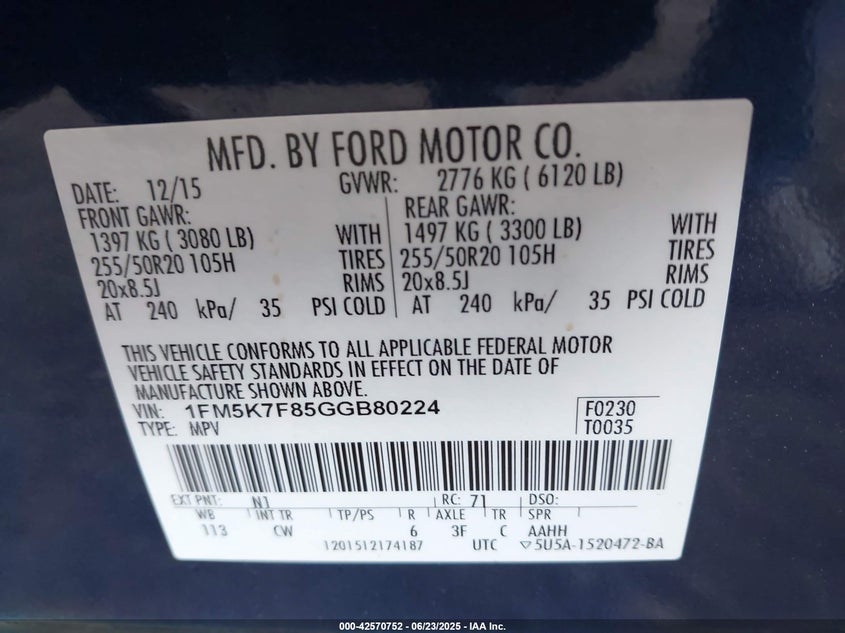 MFD. BY FORD MOTOR CO.
DATE: 12/15 GVWR: 2776 KG ( 6120 LB)
FRONT GAWR: REAR GAWR:
1397 KG ( 3080 LB) WITH 1497 KG ( 3300 LB) WITH
255/50R20 105H TIRES 255/50R20 105H TIRES
20x8.5J RIMS 20x8.5J RIMS
AT 240 kPa/ 35 PSI COLD AT 240 kPa/ 35 PSI COLD
THIS VEHICLE CONFORMS TO ALL APPLICABLE FEDERAL MOTOR
VEHICLE SAFETY STANDARDS IN EFFECT ON THE DATE OF
MANUFACTURE SHOWN ABOVE.
VIN: 1FM5K7F85GGB80224 F0230
TYPE: MPV T0035
EXT PNT: N1 RC: 71 DSO:
WB INT TR TP/PS R AXLE TR SPR
113 CW 6 3F C AAHH
1201512174187 UTC ▽5U5A-1520472-BA
000-42570752 - 06/23/2025 - IAA Inc.